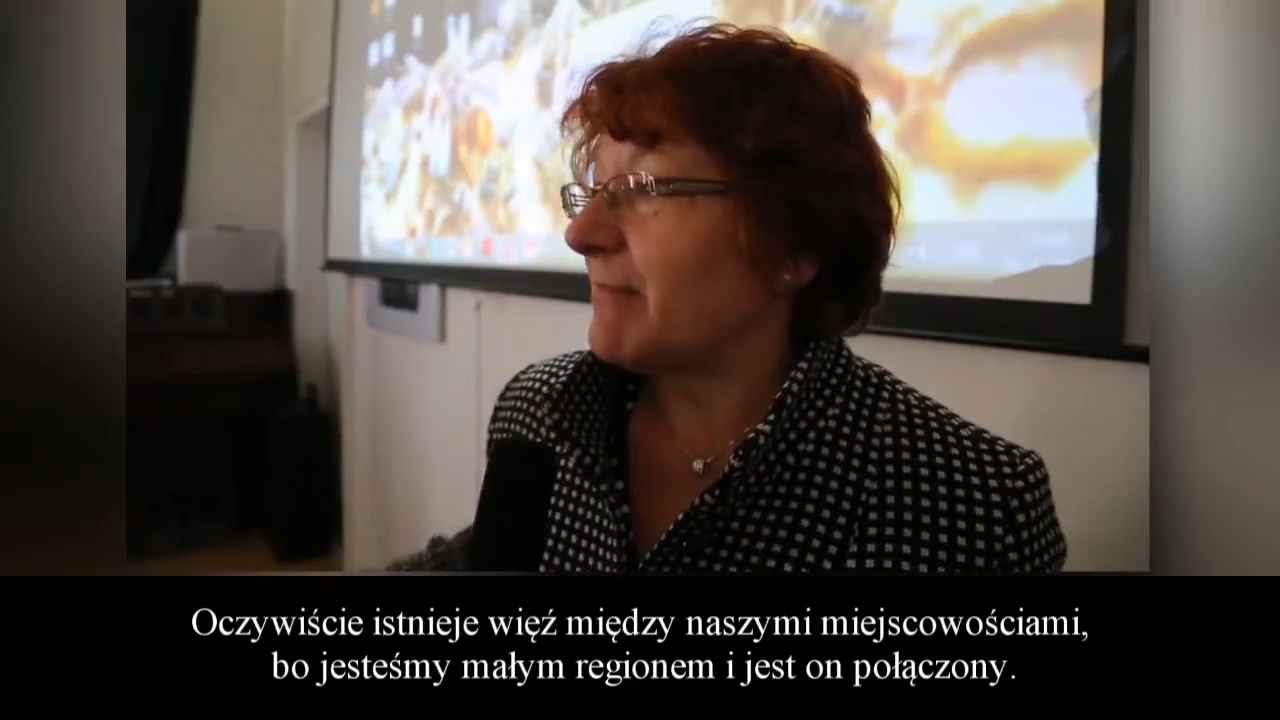 Oczywiście istnieje więź między naszymi miejscowościami,
bo jesteśmy małym regionem i jest on połączony.